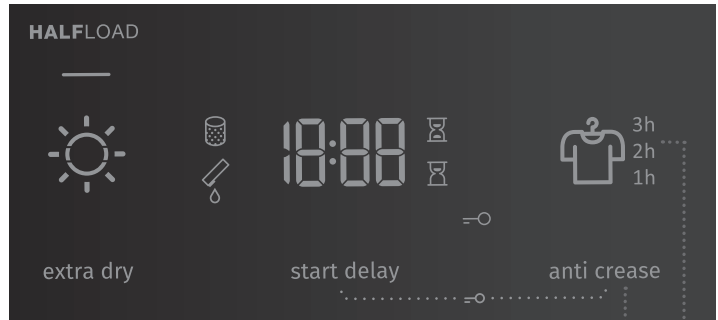 HALFLOAD
18:88
3h
2h
1h
extra dry
start delay
anti crease